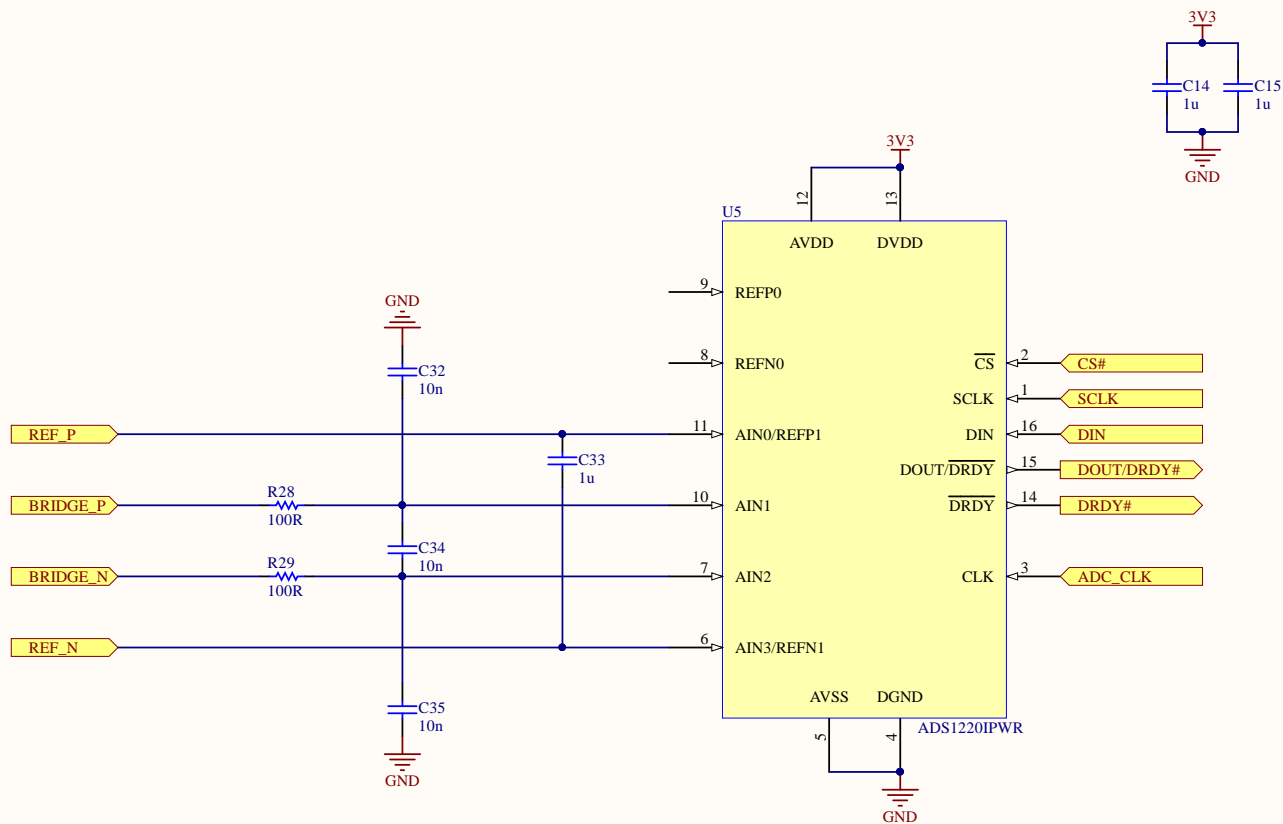 3V3
C14
1u
C15
1u
GND
3V3
12
13
U5
AVDD
DVDD
9
REFP0
GND
8
REFN0
CS
2
CS#
C32
10n
SCLK
1
SCLK
REF_P
11
AIN0/REFP1
DIN
16
DIN
C33
1u
DOUT/DRDY
15
DOUT/DRDY#
R28
100R
BRIDGE_P
10
AIN1
DRDY
14
DRDY#
C34
10n
R29
100R
BRIDGE_N
7
AIN2
CLK
3
ADC_CLK
REF_N
6
AIN3/REFN1
AVSS
DGND
C35
10n
5
4
ADS1220IPWR
GND
GND